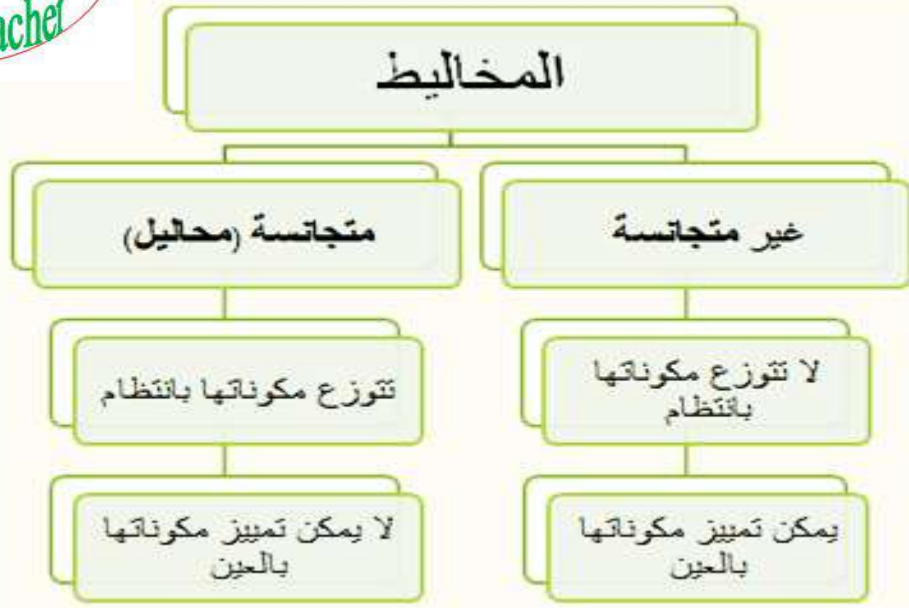 المخاليط
غير متجانسة
متجانسة (محاليل)
لا تتوزع مكوناتها
بانتظام
تتوزع مكوناتها بانتظام
يمكن تمييز مكوناتها
بالعين
لا يمكن تمييز مكوناتها
بالعين